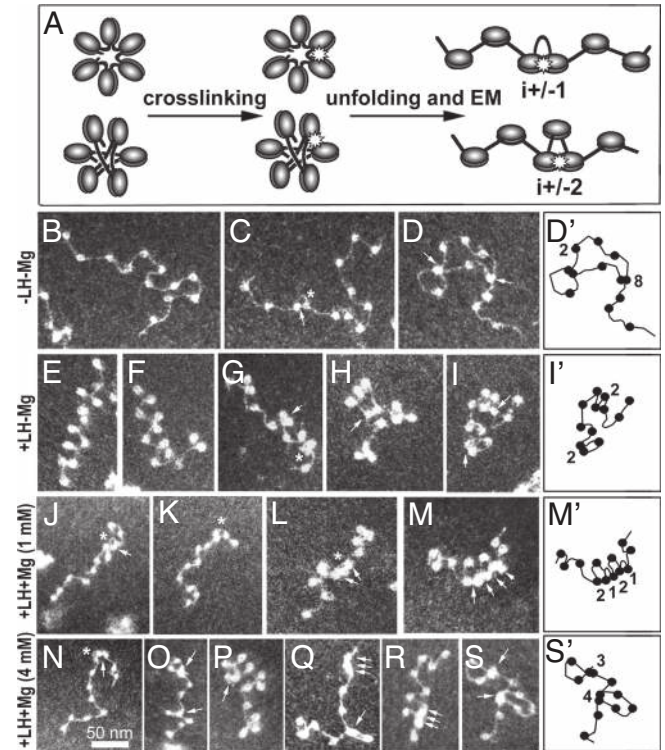 A
crosslinking
unfolding and EM
i+/-1
i+/-2
-LH-Mg
B
C
*
D
D'
2
8
+LH-Mg
E
F
G
*
H
I
I'
2
2
+LH+Mg (1 mM)
J
*
K
*
L
*
M
M'
2 1 2 1
+LH+Mg (4 mM)
N
*
50 nm
O
P
Q
R
S
S'
3
4